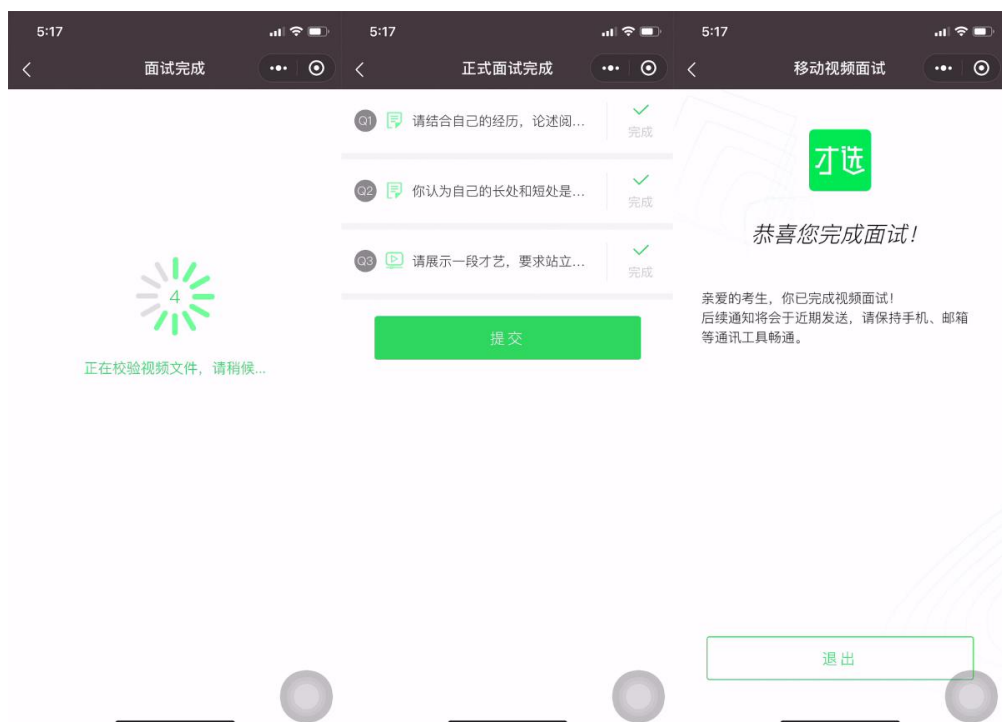 5:17
面试完成
4
正在校验视频文件，请稍候...
5:17
正式面试完成
Q1 请结合自己的经历，论述阅... 完成
Q2 你认为自己的长处和短处是... 完成
Q3 请展示一段才艺，要求站立... 完成
提交
5:17
移动视频面试
才选
恭喜您完成面试！
亲爱的考生，你已完成视频面试！
后续通知将会于近期发送，请保持手机、邮箱
等通讯工具畅通。
退出